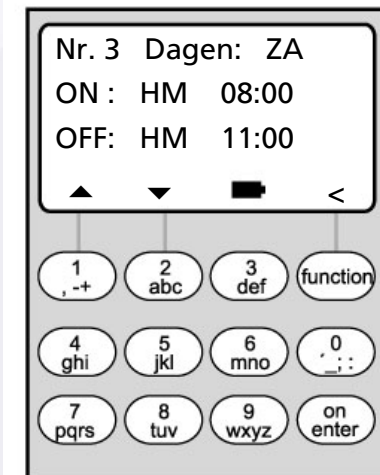 Nr. 3 Dagen: ZA
ON : HM 08:00
OFF: HM 11:00
<
1 2 3 function
, -+ abc def
4 5 6 0
ghi jkl mno ´_; :
7 8 9 on
pqrs tuv wxyz enter